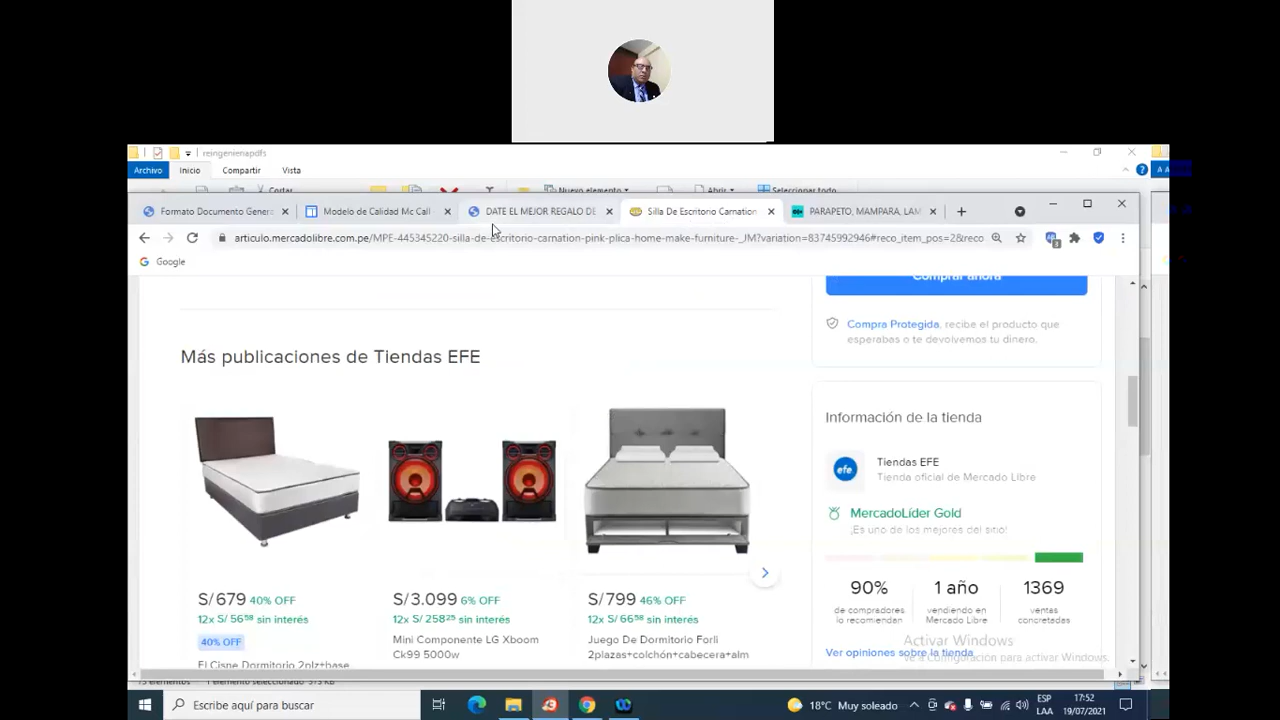 Archivo
Inicio
Compartir
Vista
Cortar
Nuevo elemento
Abrir
Seleccionar todo
Formato Documento Gener
Modelo de Calidad Mc Call
DATE EL MEJOR REGALO DE
Silla De Escritorio Carnation
PARAPETO, MAMPARA, LAM
articulo.mercadolibre.com.pe/MPE-445345220-silla-de-escritorio-carnation-pink-plica-home-make-furniture-_JM?variation=83745992946#reco_item_pos=2&reco
Google
Comprar ahora
Compra Protegida, recibe el producto que
esperabas o te devolvemos tu dinero.
Más publicaciones de Tiendas EFE
Información de la tienda
efe
Tiendas EFE
Tienda oficial de Mercado Libre
MercadoLíder Gold
¡Es uno de los mejores del sitio!
90%
de compradores
lo recomiendan
1 año
vendiendo en
Mercado Libre
1369
ventas
concretadas
Ver opiniones sobre la tienda
S/ 679 40% OFF
12x S/ 56⁵⁸ sin interés
40% OFF
El Cisne Dormitorio 2plz+base
S/ 3.099 6% OFF
12x S/ 258²⁵ sin interés
Mini Componente LG Xboom
Ck99 5000w
S/ 799 46% OFF
12x S/ 66⁵⁸ sin interés
Juego De Dormitorio Forli
2plazas+colchón+cabecera+alm
Activar Windows
Ve a Configuración para activar Windows.
1 elemento seleccionado
Escribe aquí para buscar
18°C Muy soleado
ESP
LAA
17:52
19/07/2021